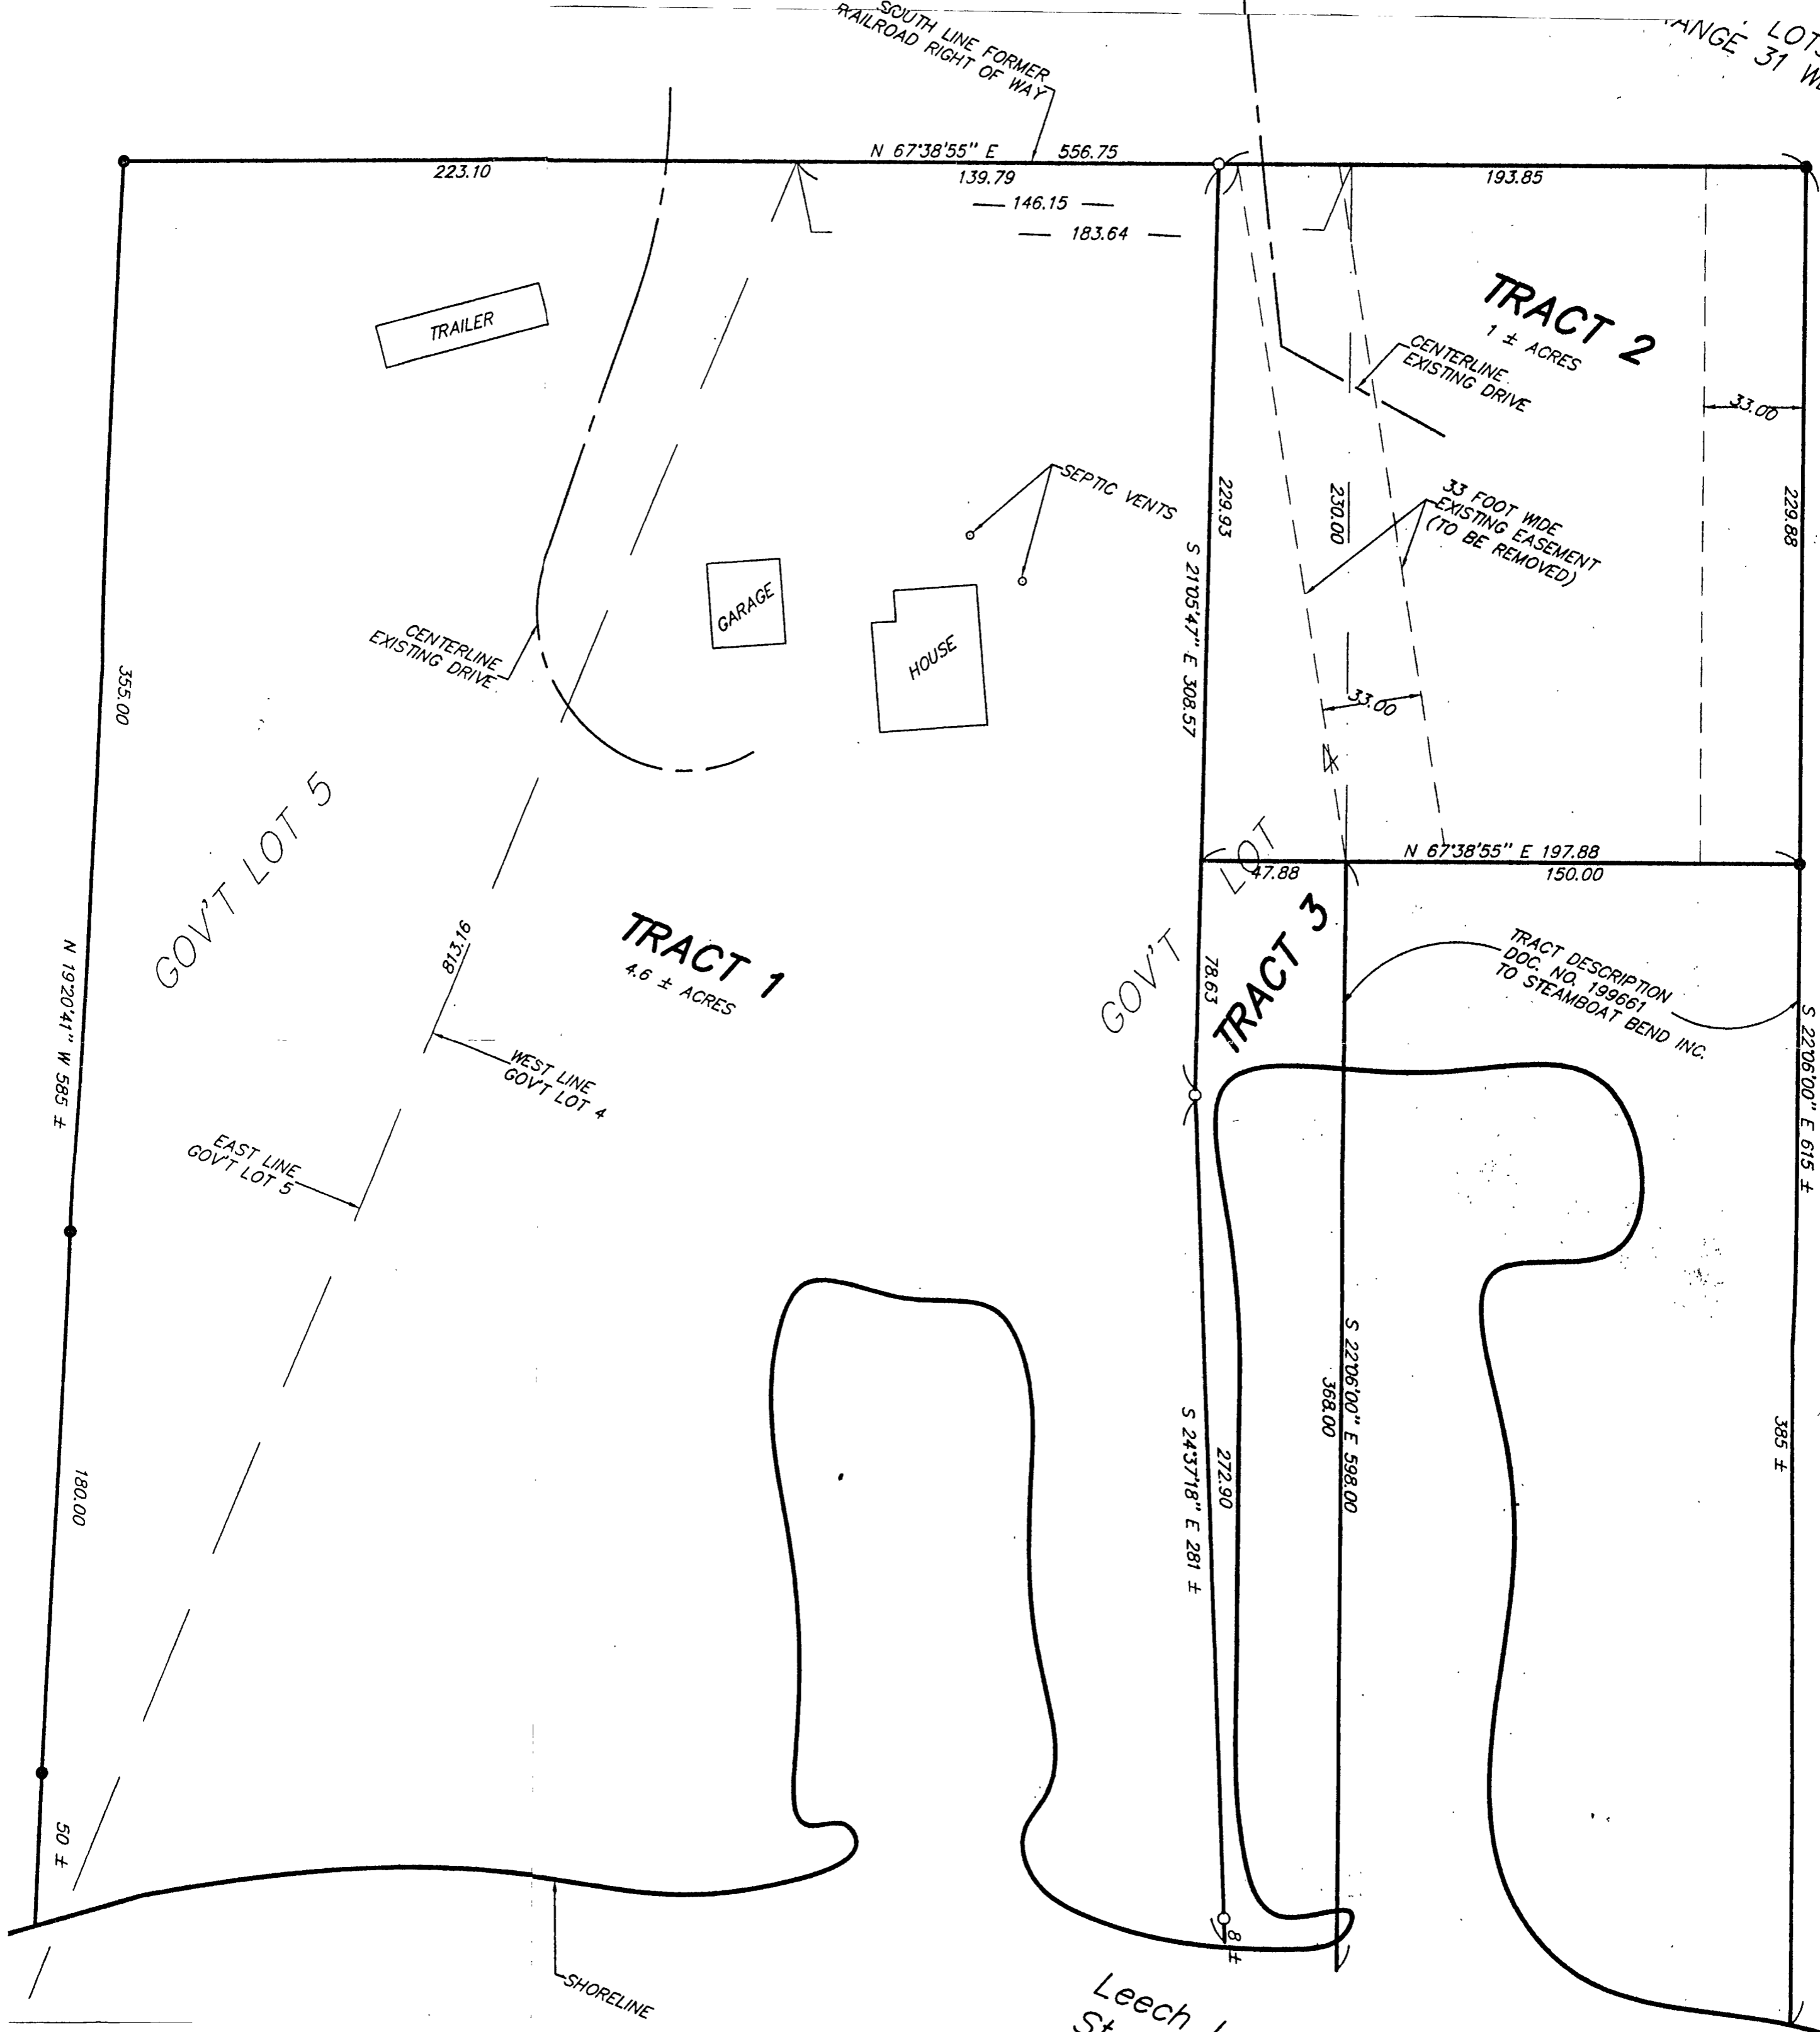 SOUTH LINE FORMER
RAILROAD RIGHT OF WAY
LOTS
RANGE 31
N 67°38'55" E 556.75
223.10
139.79
193.85
146.15
183.64
TRACT 2
1 ± ACRES
TRAILER
CENTERLINE
EXISTING DRIVE
33.00
SEPTIC VENTS
229.93
230.00
33 FOOT WIDE
EXISTING EASEMENT
(TO BE REMOVED)
229.88
S 21°05'47" E 308.57
GARAGE
HOUSE
CENTERLINE
EXISTING DRIVE
355.00
33.00
GOV'T LOT 5
N 67°38'55" E 197.88
47.88
150.00
GOV'T LOT
TRACT 3
TRACT 1
4.6 ± ACRES
813.16
78.63
TRACT DESCRIPTION
DOC. NO. 199661
TO STEAMBOAT BEND INC.
N 19°20'41" W 585 ±
WEST LINE
GOV'T LOT 4
S 22°06'00" E 615 ±
EAST LINE
GOV'T LOT 5
S 22°06'00" E 598.00
368.00
S 24°37'18" E 281 ±
272.90
385 ±
180.00
50 ±
8 ±
SHORELINE
Leech